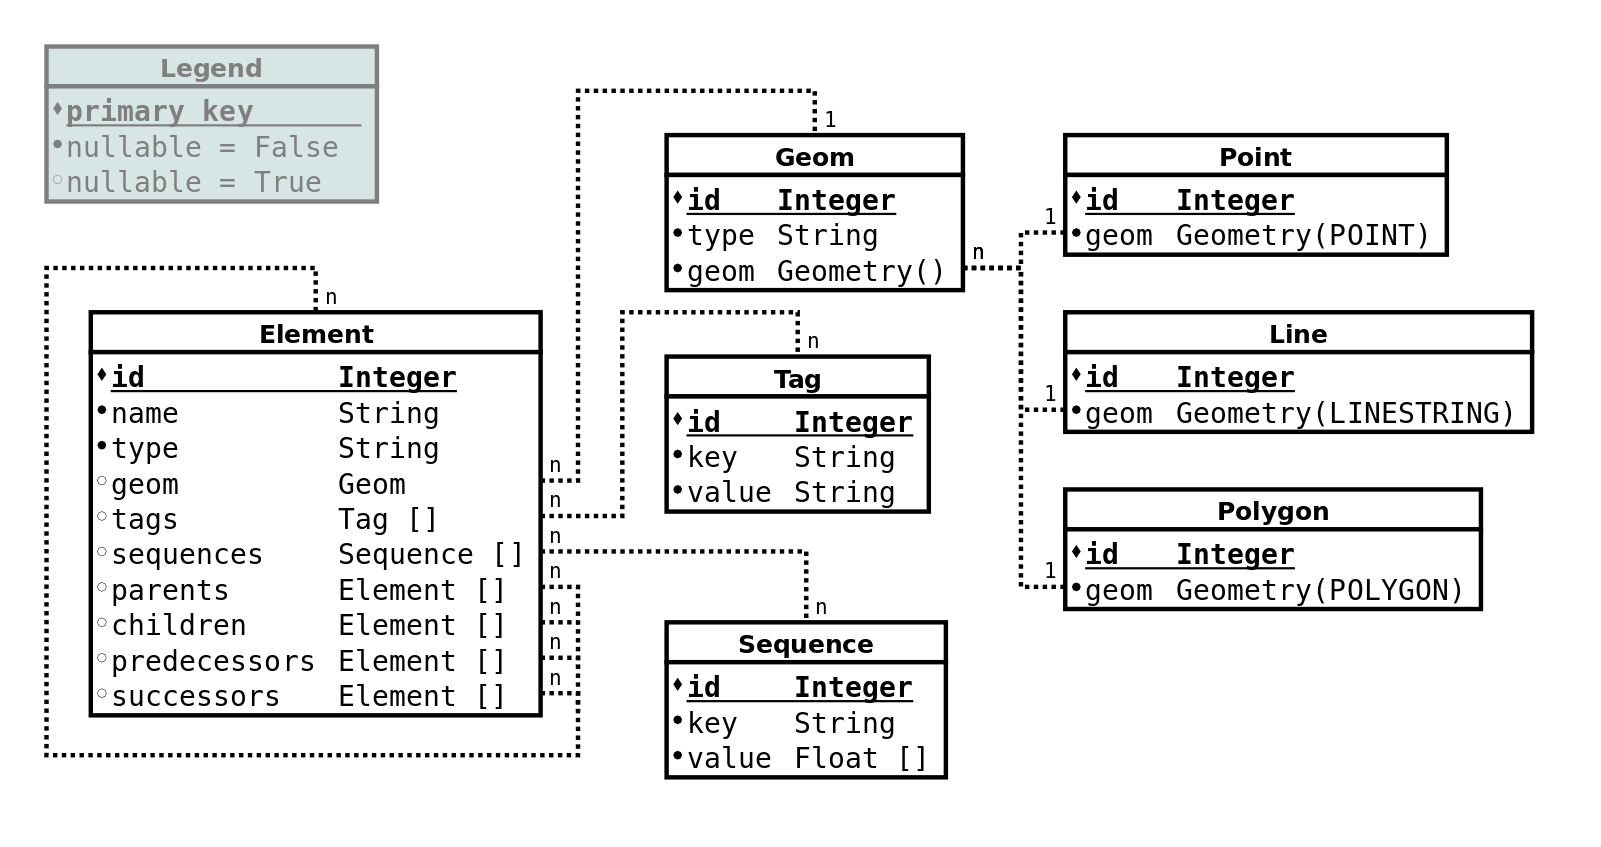 Legend
♦primary key
•nullable = False
○nullable = True
1
Geom
♦id Integer
•type String
•geom Geometry()
n
Point
1
♦id Integer
•geom Geometry(POINT)
n
Element
♦id Integer
•name String
•type String
○geom Geom
○tags Tag []
○sequences Sequence []
○parents Element []
○children Element []
○predecessors Element []
○successors Element []
n
n
n
n
n
n
n
n
Tag
♦id Integer
•key String
•value String
n
Sequence
♦id Integer
•key String
•value Float []
Line
1
♦id Integer
•geom Geometry(LINESTRING)
Polygon
1
♦id Integer
•geom Geometry(POLYGON)